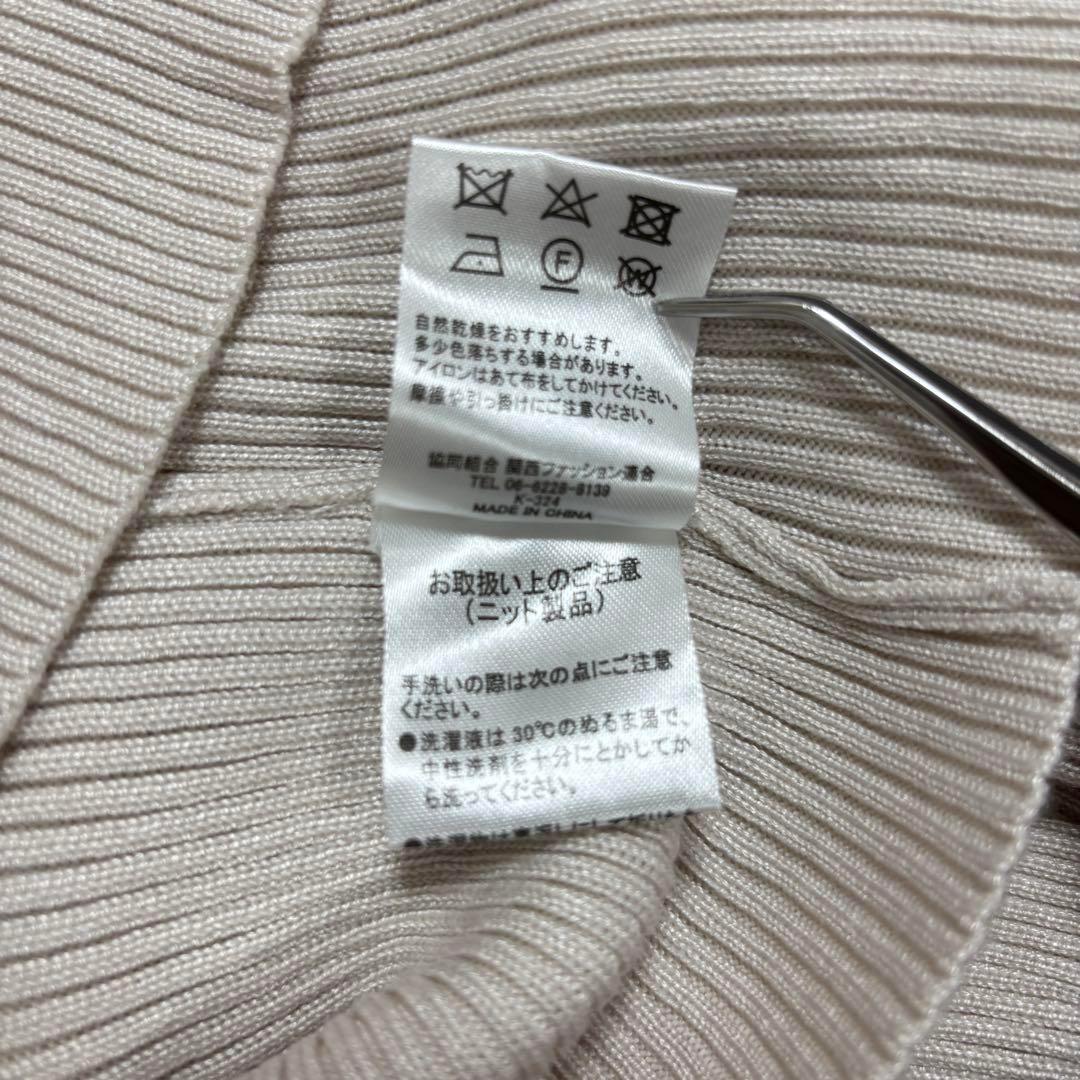 F
W
自然乾燥をおすすめします。
多少色落ちする場合があります。
アイロンはあて布をしてかけてください。
摩擦や引っ掛けにご注意ください。
協同組合 関西ファッション連合
TEL 06-6228-8139
K-324
MADE IN CHINA
お取扱い上のご注意
(ニット製品)
手洗いの際は次の点にご注意
ください。
●洗濯液は30℃のぬるま湯で、
中性洗剤を十分にとかしてか
ら洗ってください。